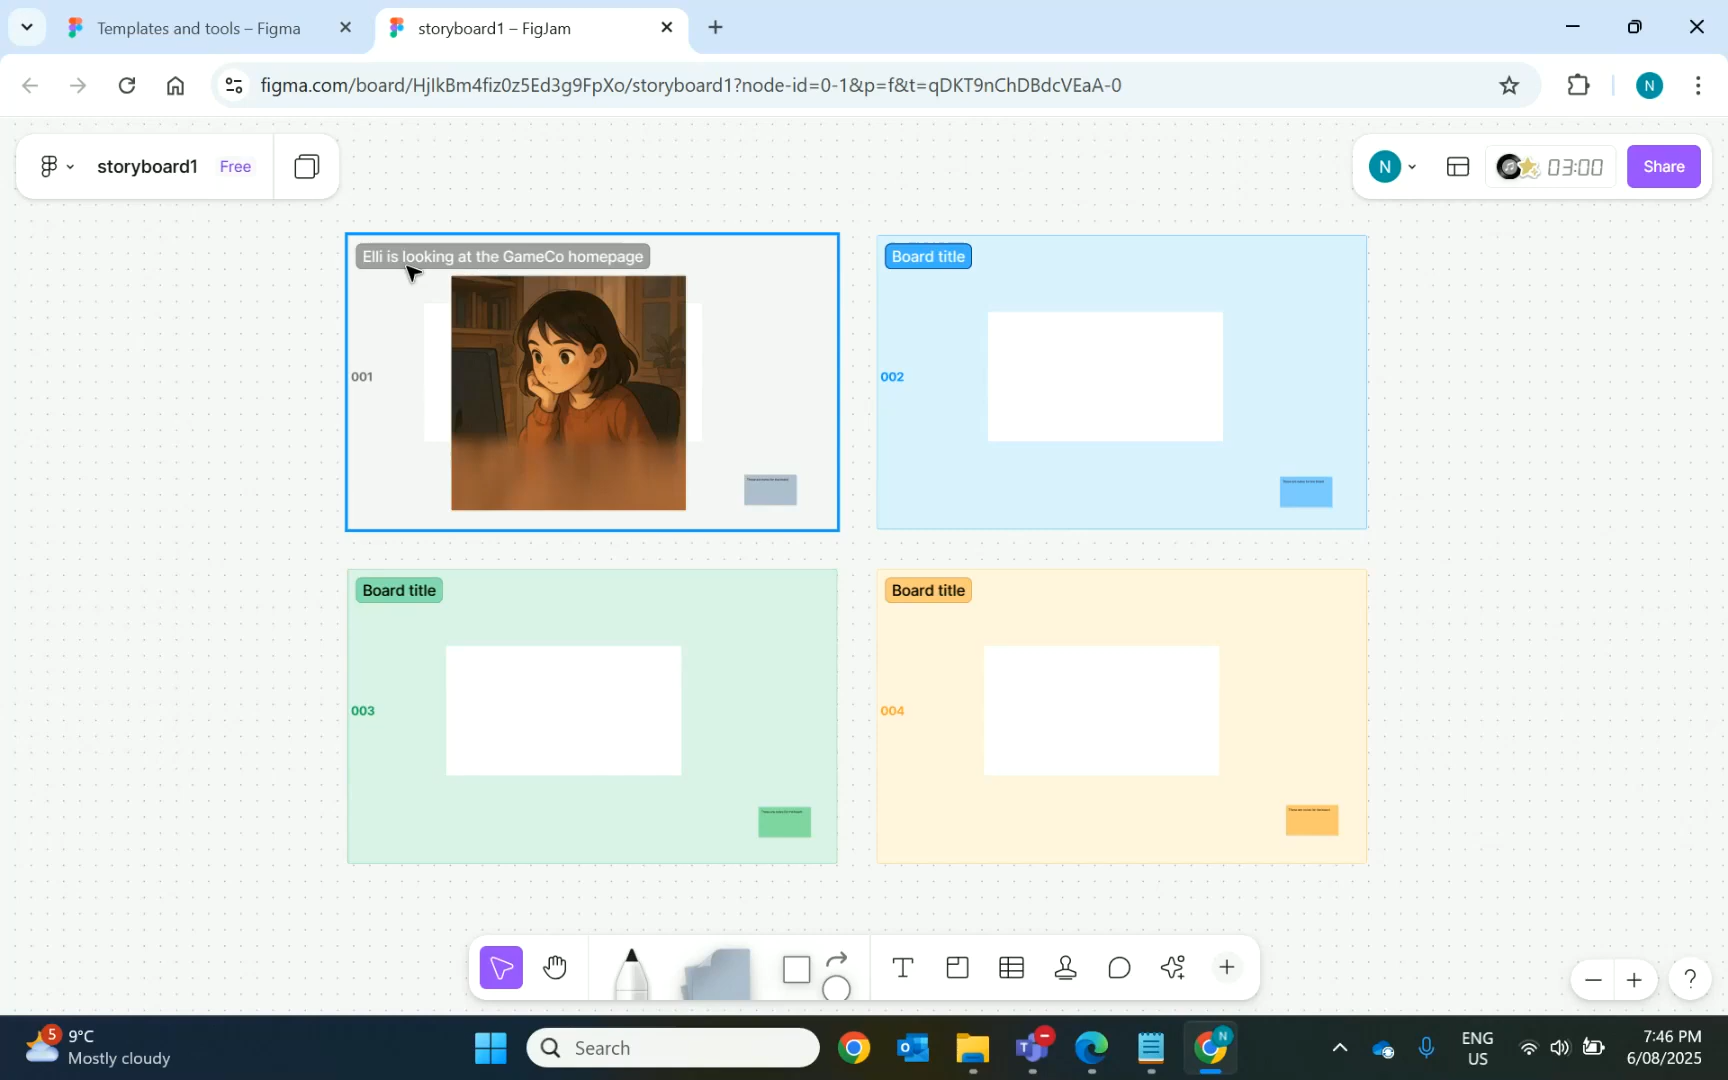 Templates and tools – Figma
storyboard1 – FigJam
figma.com/board/HjIkBm4fiz0z5Ed3g9FpXo/storyboard1?node-id=0-1&p=f&t=qDKT9nChDBdcVEaA-0
N
storyboard1 Free
N
03:00
Share
Elli is looking at the GameCo homepage
Board title
001
002
Board title
Board title
003
004
T
?
5
9°C
Mostly cloudy
Search
N
ENG
US
7:46 PM
6/08/2025